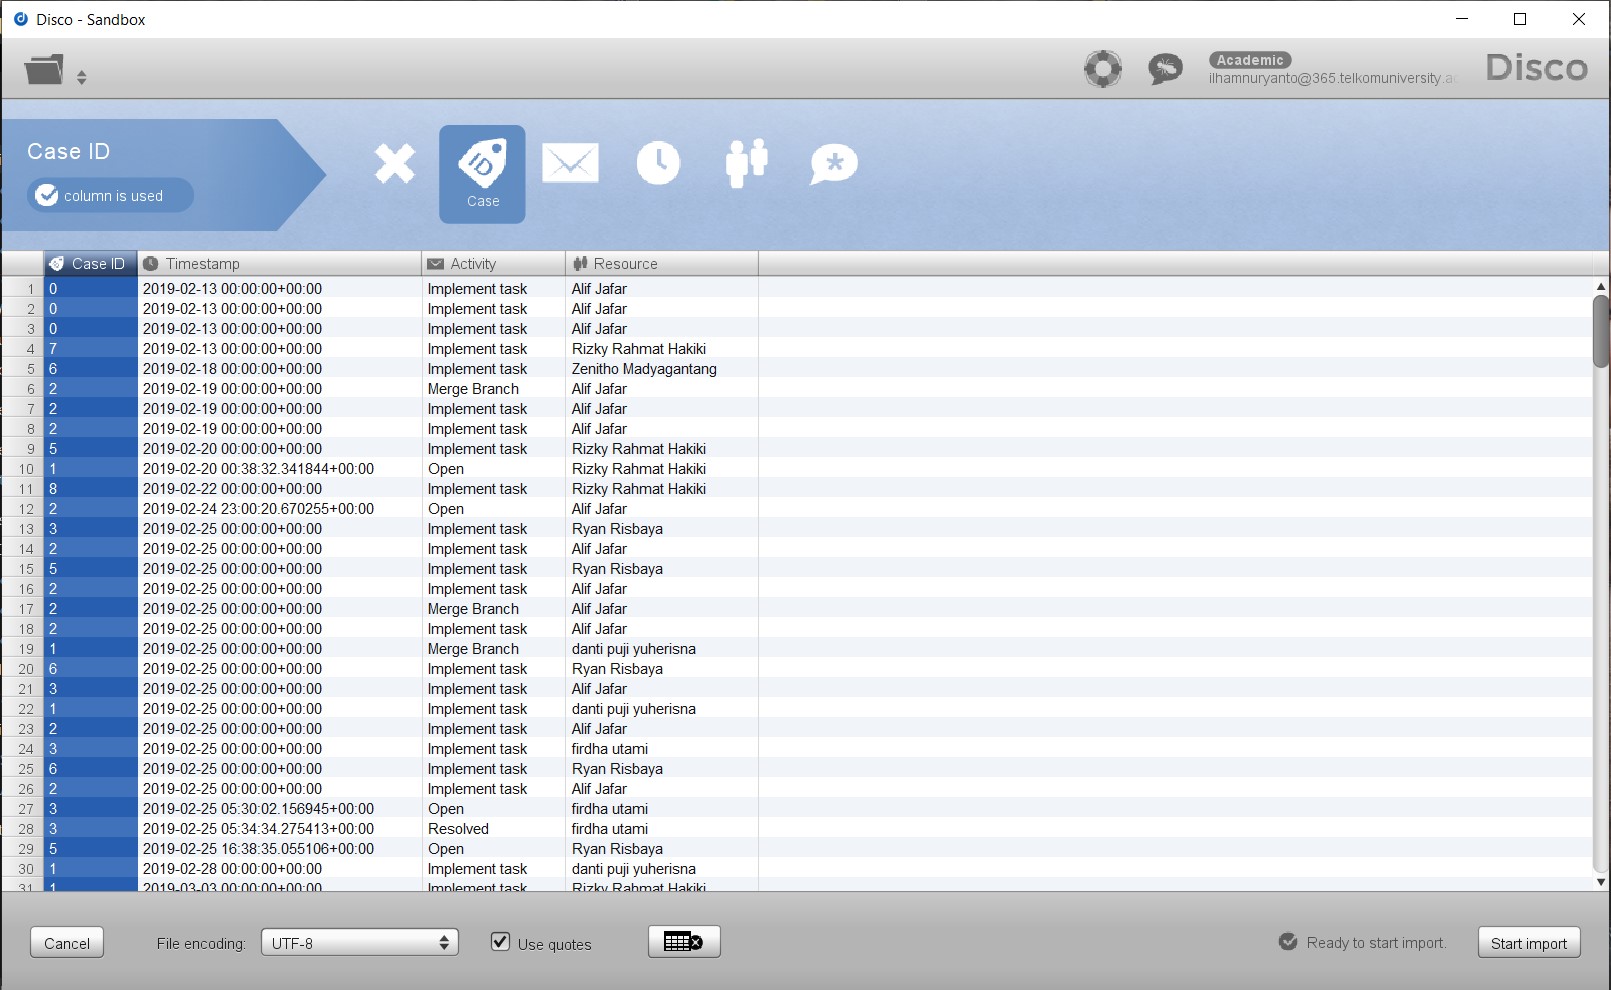 Disco - Sandbox
Academic
ilhamnuryanto@365.telkomuniversity.ac
Disco
Case ID
column is used
ID
Case
Case ID Timestamp Activity Resource
1 0 2019-02-13 00:00:00+00:00 Implement task Alif Jafar
2 0 2019-02-13 00:00:00+00:00 Implement task Alif Jafar
3 0 2019-02-13 00:00:00+00:00 Implement task Alif Jafar
4 7 2019-02-13 00:00:00+00:00 Implement task Rizky Rahmat Hakiki
5 6 2019-02-18 00:00:00+00:00 Implement task Zenitho Madyagantang
6 2 2019-02-19 00:00:00+00:00 Merge Branch Alif Jafar
7 2 2019-02-19 00:00:00+00:00 Implement task Alif Jafar
8 2 2019-02-19 00:00:00+00:00 Implement task Alif Jafar
9 5 2019-02-20 00:00:00+00:00 Implement task Rizky Rahmat Hakiki
10 1 2019-02-20 00:38:32.341844+00:00 Open Rizky Rahmat Hakiki
11 8 2019-02-22 00:00:00+00:00 Implement task Rizky Rahmat Hakiki
12 2 2019-02-24 23:00:20.670255+00:00 Open Alif Jafar
13 3 2019-02-25 00:00:00+00:00 Implement task Ryan Risbaya
14 2 2019-02-25 00:00:00+00:00 Implement task Alif Jafar
15 5 2019-02-25 00:00:00+00:00 Implement task Ryan Risbaya
16 2 2019-02-25 00:00:00+00:00 Implement task Alif Jafar
17 2 2019-02-25 00:00:00+00:00 Merge Branch Alif Jafar
18 2 2019-02-25 00:00:00+00:00 Implement task Alif Jafar
19 1 2019-02-25 00:00:00+00:00 Merge Branch danti puji yuherisna
20 6 2019-02-25 00:00:00+00:00 Implement task Ryan Risbaya
21 3 2019-02-25 00:00:00+00:00 Implement task Alif Jafar
22 1 2019-02-25 00:00:00+00:00 Implement task danti puji yuherisna
23 2 2019-02-25 00:00:00+00:00 Implement task Alif Jafar
24 3 2019-02-25 00:00:00+00:00 Implement task firdha utami
25 6 2019-02-25 00:00:00+00:00 Implement task Ryan Risbaya
26 2 2019-02-25 00:00:00+00:00 Implement task Alif Jafar
27 3 2019-02-25 05:30:02.156945+00:00 Open firdha utami
28 3 2019-02-25 05:34:34.275413+00:00 Resolved firdha utami
29 5 2019-02-25 16:38:35.055106+00:00 Open Ryan Risbaya
30 1 2019-02-28 00:00:00+00:00 Implement task danti puji yuherisna
31 1 2019-03-03 00:00:00+00:00 Implement task Rizky Rahmat Hakiki
Cancel File encoding: UTF-8 Use quotes Ready to start import. Start import